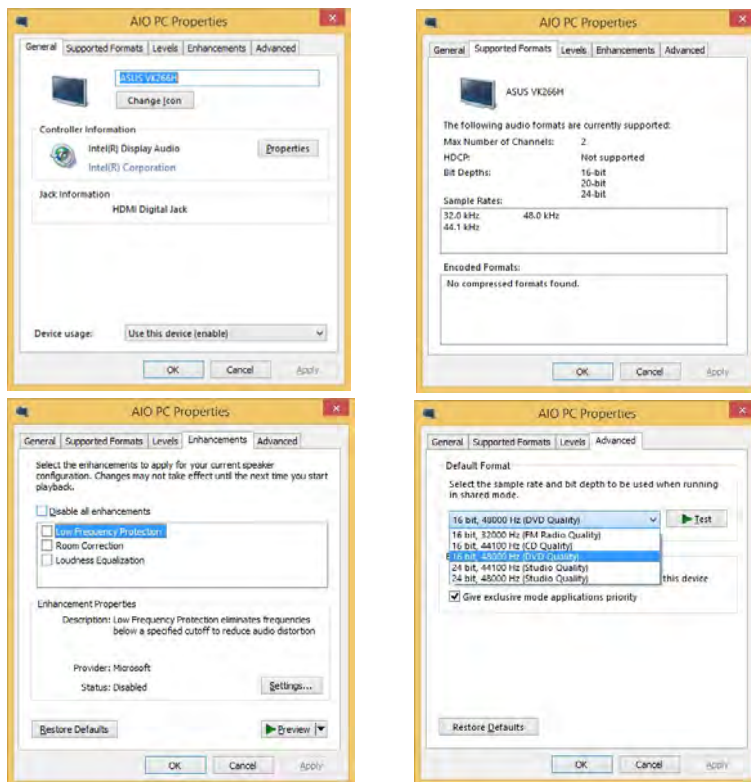 AIO PC Properties
General Supported Formats Levels Enhancements Advanced
ASUS VK266H
Change Icon
Controller Information
Intel(R) Display Audio
Properties
Intel(R) Corporation
Jack Information
HDMI Digital Jack
Device usage: Use this device (enable)
OK Cancel Apply
AIO PC Properties
General Supported Formats Levels Enhancements Advanced
ASUS VK266H
The following audio formats are currently supported:
Max Number of Channels: 2
HDCP: Not supported
Bit Depths: 16-bit
20-bit
24-bit
Sample Rates:
32.0 kHz 48.0 kHz
44.1 kHz
Encoded Formats:
No compressed formats found.
OK Cancel Apply
AIO PC Properties
General Supported Formats Levels Enhancements Advanced
Select the enhancements to apply for your current speaker
configuration. Changes may not take effect until the next time you start
playback.
Disable all enhancements
Low Frequency Protection
Room Correction
Loudness Equalization
Enhancement Properties
Description: Low Frequency Protection eliminates frequencies
below a specified cutoff to reduce audio distortion
Provider: Microsoft
Status: Disabled
Settings...
Restore Defaults
Preview
OK Cancel Apply
AIO PC Properties
General Supported Formats Levels Advanced
Default Format
Select the sample rate and bit depth to be used when running
in shared mode.
16 bit, 48000 Hz (DVD Quality)
Test
16 bit, 32000 Hz (FM Radio Quality)
16 bit, 44100 Hz (CD Quality)
16 bit, 48000 Hz (DVD Quality)
24 bit, 44100 Hz (Studio Quality)
24 bit, 48000 Hz (Studio Quality)
this device
Give exclusive mode applications priority
Restore Defaults
OK Cancel Apply